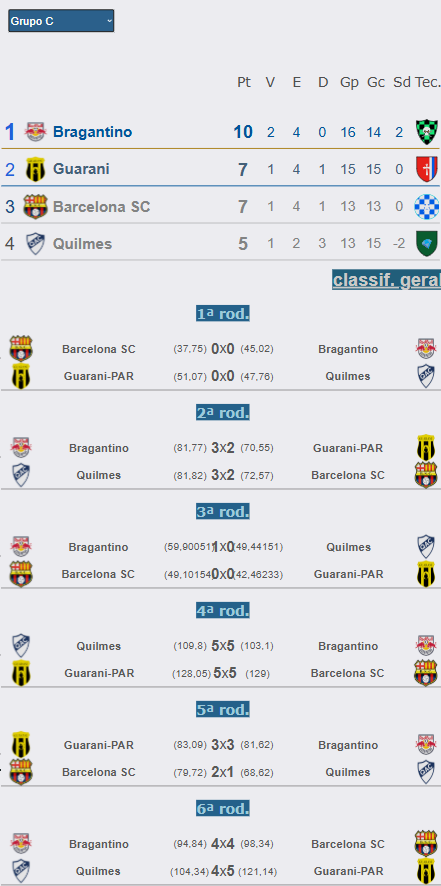 Grupo C
Pt V E D Gp Gc Sd Tec.
1 Bragantino 10 2 4 0 16 14 2
2 Guarani 7 1 4 1 15 15 0
3 Barcelona SC 7 1 4 1 13 13 0
4 Quilmes 5 1 2 3 13 15 -2
classif. geral
1ª rod.
Barcelona SC (37,75) 0X0 (45,02) Bragantino
Guarani-PAR (51,07) 0X0 (47,76) Quilmes
2ª rod.
Bragantino (81,77) 3X2 (70,55) Guarani-PAR
Quilmes (81,82) 3X2 (72,57) Barcelona SC
3ª rod.
Bragantino (59,90051) 1X0 (49,44151) Quilmes
Barcelona SC (49,10154) 0X0 (42,46233) Guarani-PAR
4ª rod.
Quilmes (109,8) 5X5 (103,1) Bragantino
Guarani-PAR (128,05) 5X5 (129) Barcelona SC
5ª rod.
Guarani-PAR (83,09) 3X3 (81,62) Bragantino
Barcelona SC (79,72) 2X1 (68,62) Quilmes
6ª rod.
Bragantino (94,84) 4X4 (98,34) Barcelona SC
Quilmes (104,34) 4X5 (121,14) Guarani-PAR